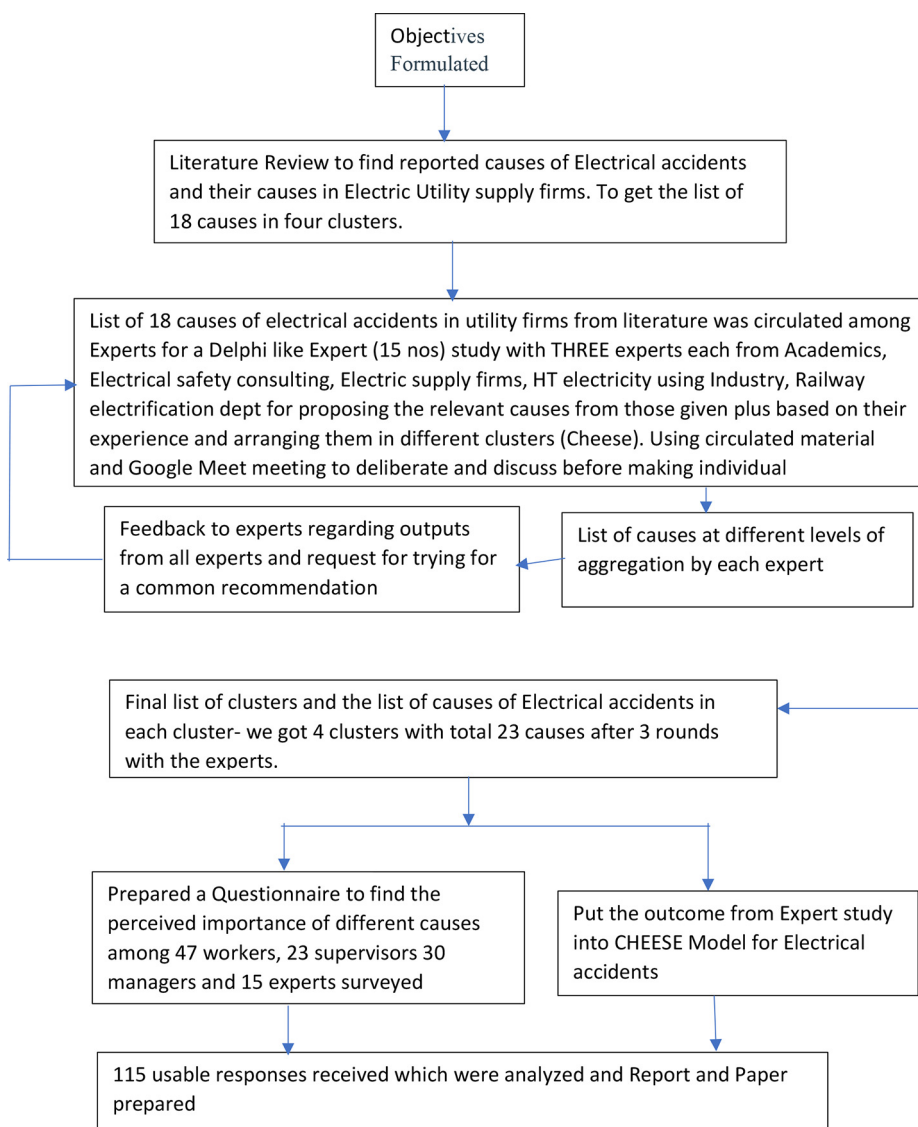 Objectives
Formulated
Literature Review to find reported causes of Electrical accidents
and their causes in Electric Utility supply firms. To get the list of
18 causes in four clusters.
List of 18 causes of electrical accidents in utility firms from literature was circulated among
Experts for a Delphi like Expert (15 nos) study with THREE experts each from Academics,
Electrical safety consulting, Electric supply firms, HT electricity using Industry, Railway
electrification dept for proposing the relevant causes from those given plus based on their
experience and arranging them in different clusters (Cheese). Using circulated material
and Google Meet meeting to deliberate and discuss before making individual
Feedback to experts regarding outputs
from all experts and request for trying for
a common recommendation
List of causes at different levels of
aggregation by each expert
Final list of clusters and the list of causes of Electrical accidents in
each cluster- we got 4 clusters with total 23 causes after 3 rounds
with the experts.
Prepared a Questionnaire to find the
perceived importance of different causes
among 47 workers, 23 supervisors 30
managers and 15 experts surveyed
Put the outcome from Expert study
into CHEESE Model for Electrical
accidents
115 usable responses received which were analyzed and Report and Paper
prepared